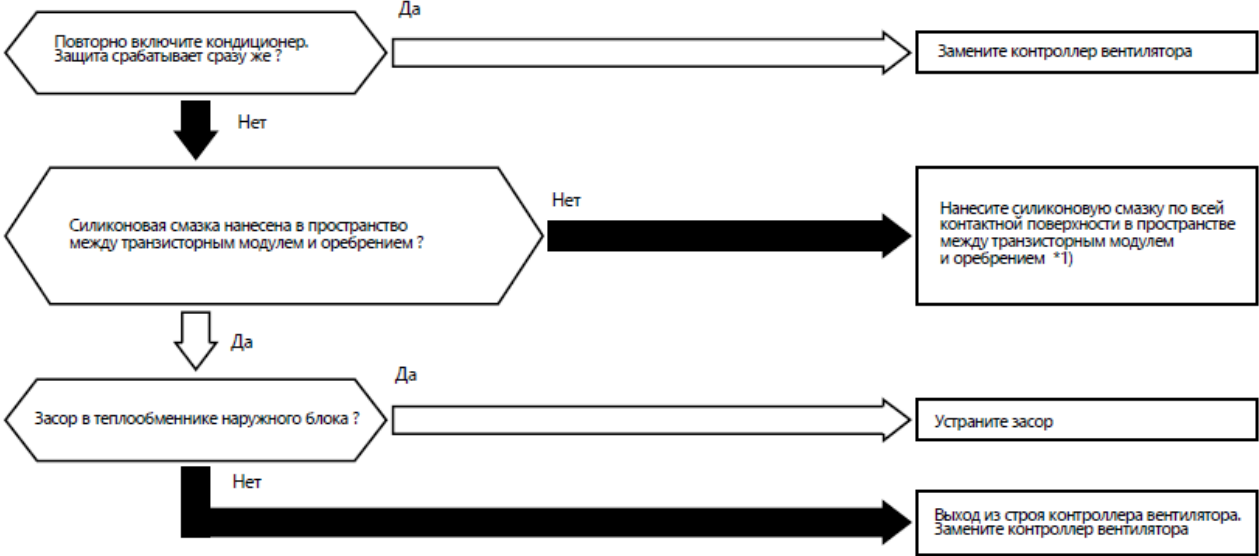 Да
Повторно включите кондиционер.
Защита срабатывает сразу же ?
Замените контроллер вентилятора
Нет
Силиконовая смазка нанесена в пространство
между транзисторным модулем и оребрением ?
Нет
Нанесите силиконовую смазку по всей
контактной поверхности в пространстве
между транзисторным модулем
и оребрением *1)
Да
Засор в теплообменнике наружного блока ?
Да
Устраните засор
Нет
Выход из строя контроллера вентилятора.
Замените контроллер вентилятора